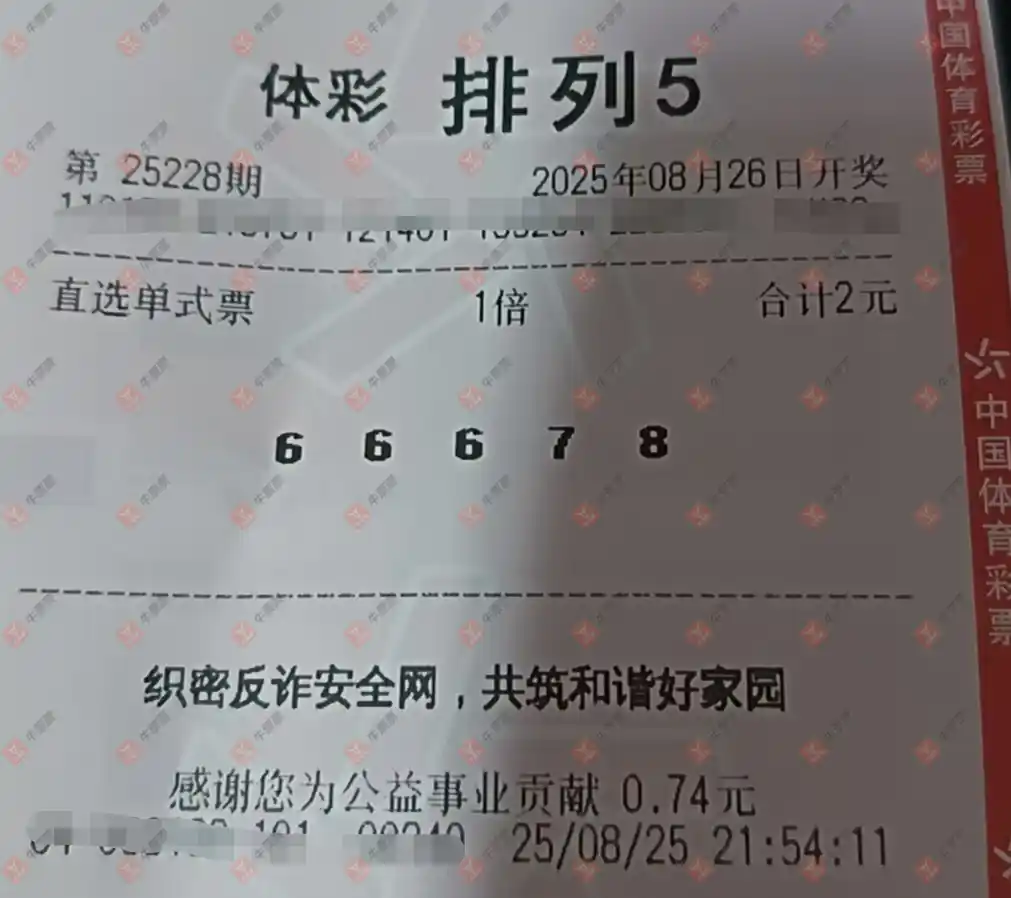 体彩 排列5
第 25228期 2025年08月26日开奖
直选单式票 1倍 合计2元
6 6 6 7 8
织密反诈安全网,共筑和谐好家园
感谢您为公益事业贡献 0.74元
25/08/25 21:54:11
中国体育彩票
中国体育彩票